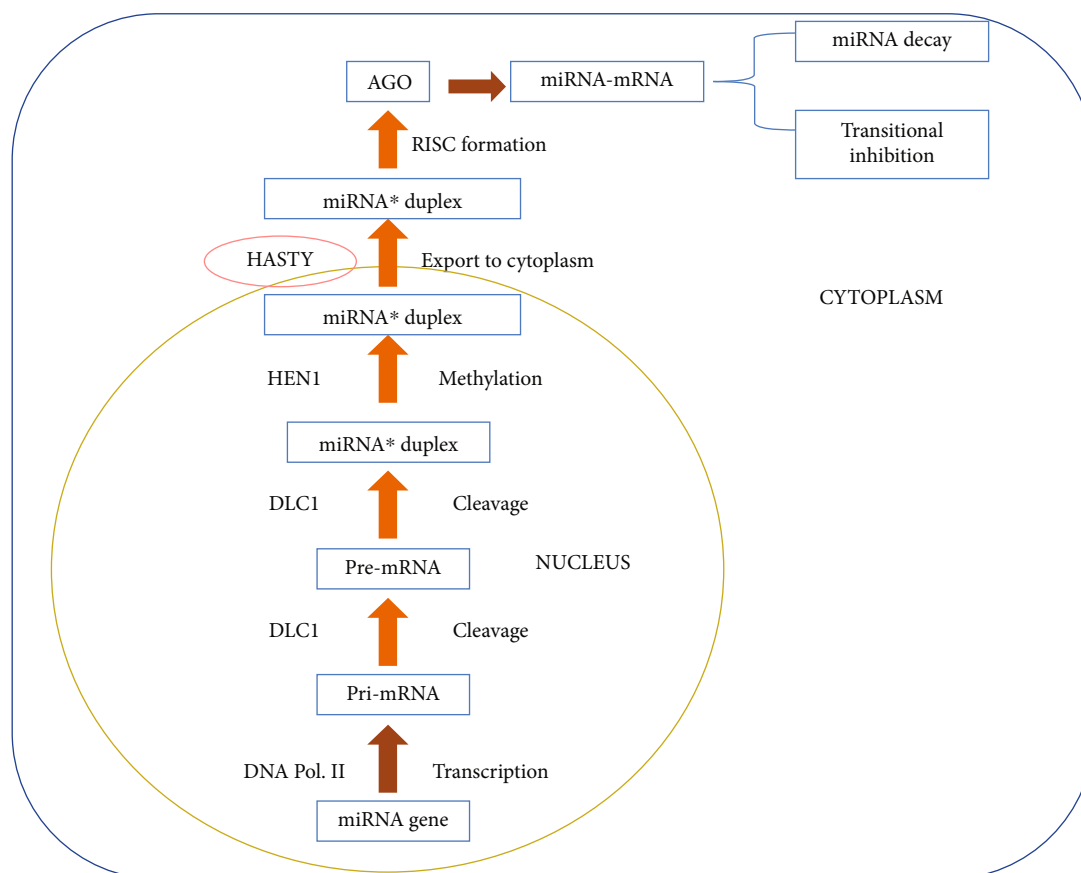 miRNA decay
AGO
miRNA-mRNA
Transitional
inhibition
RISC formation
miRNA* duplex
HASTY
Export to cytoplasm
CYTOPLASM
miRNA* duplex
HEN1
Methylation
miRNA* duplex
DLC1
Cleavage
Pre-mRNA
NUCLEUS
DLC1
Cleavage
Pri-mRNA
DNA Pol. II
Transcription
miRNA gene